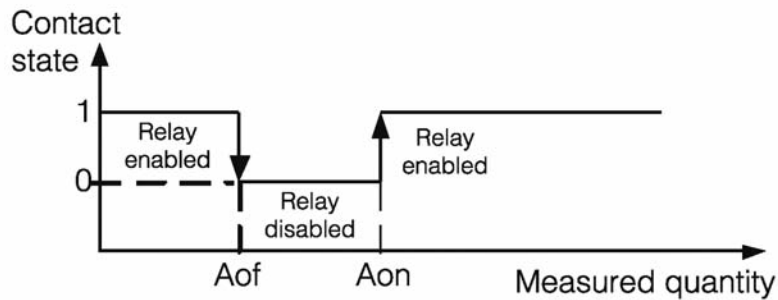 Contact
state
1
Relay
enabled
Relay
enabled
0
Relay
disabled
Aof
Aon
Measured quantity